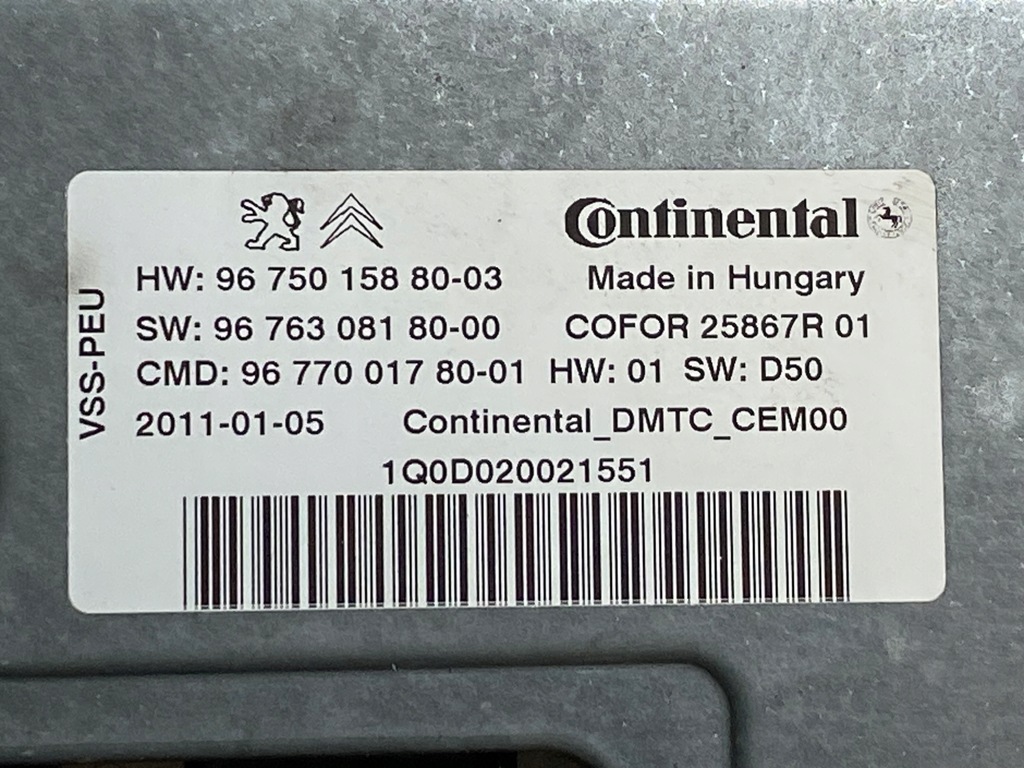 Continental
HW: 96 750 158 80-03 Made in Hungary
SW: 96 763 081 80-00 COFOR 25867R 01
CMD: 96 770 017 80-01 HW: 01 SW: D50
2011-01-05 Continental_DMTC_CEM00
1Q0D020021551
VSS-PEU